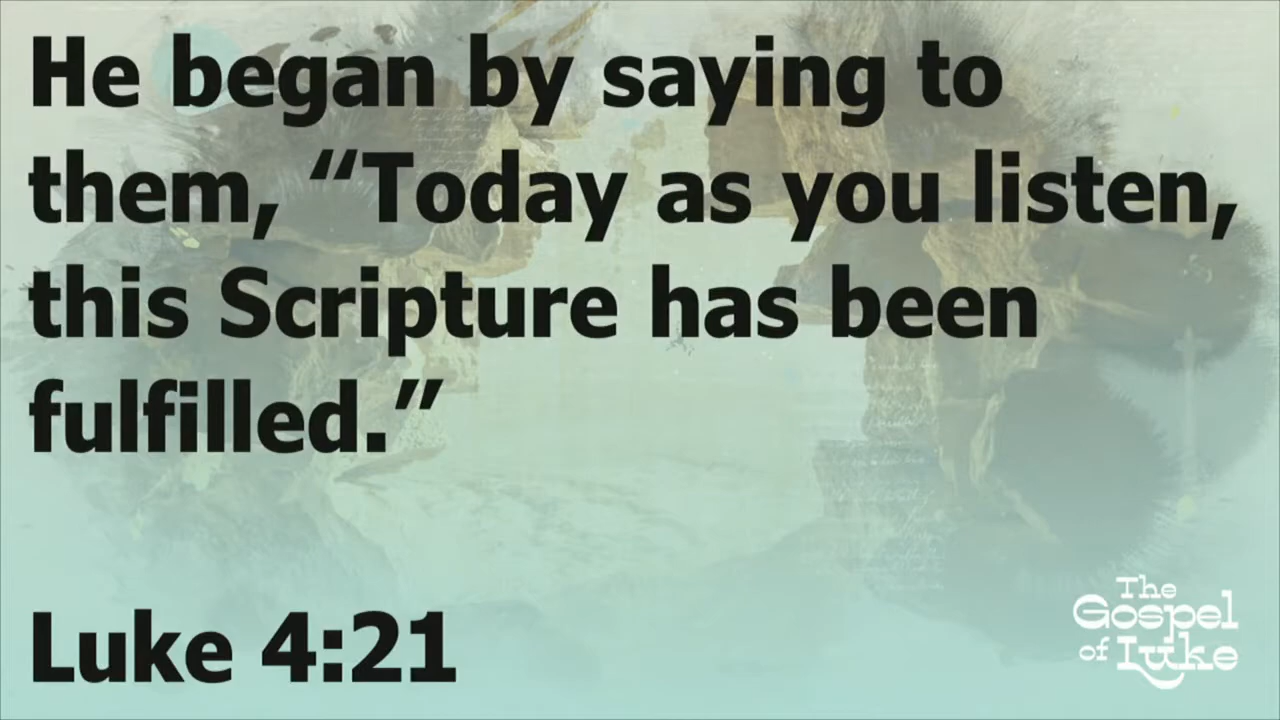 He began by saying to
them, “Today as you listen,
this Scripture has been
fulfilled.”
Luke 4:21
The
Gospel
of Luke